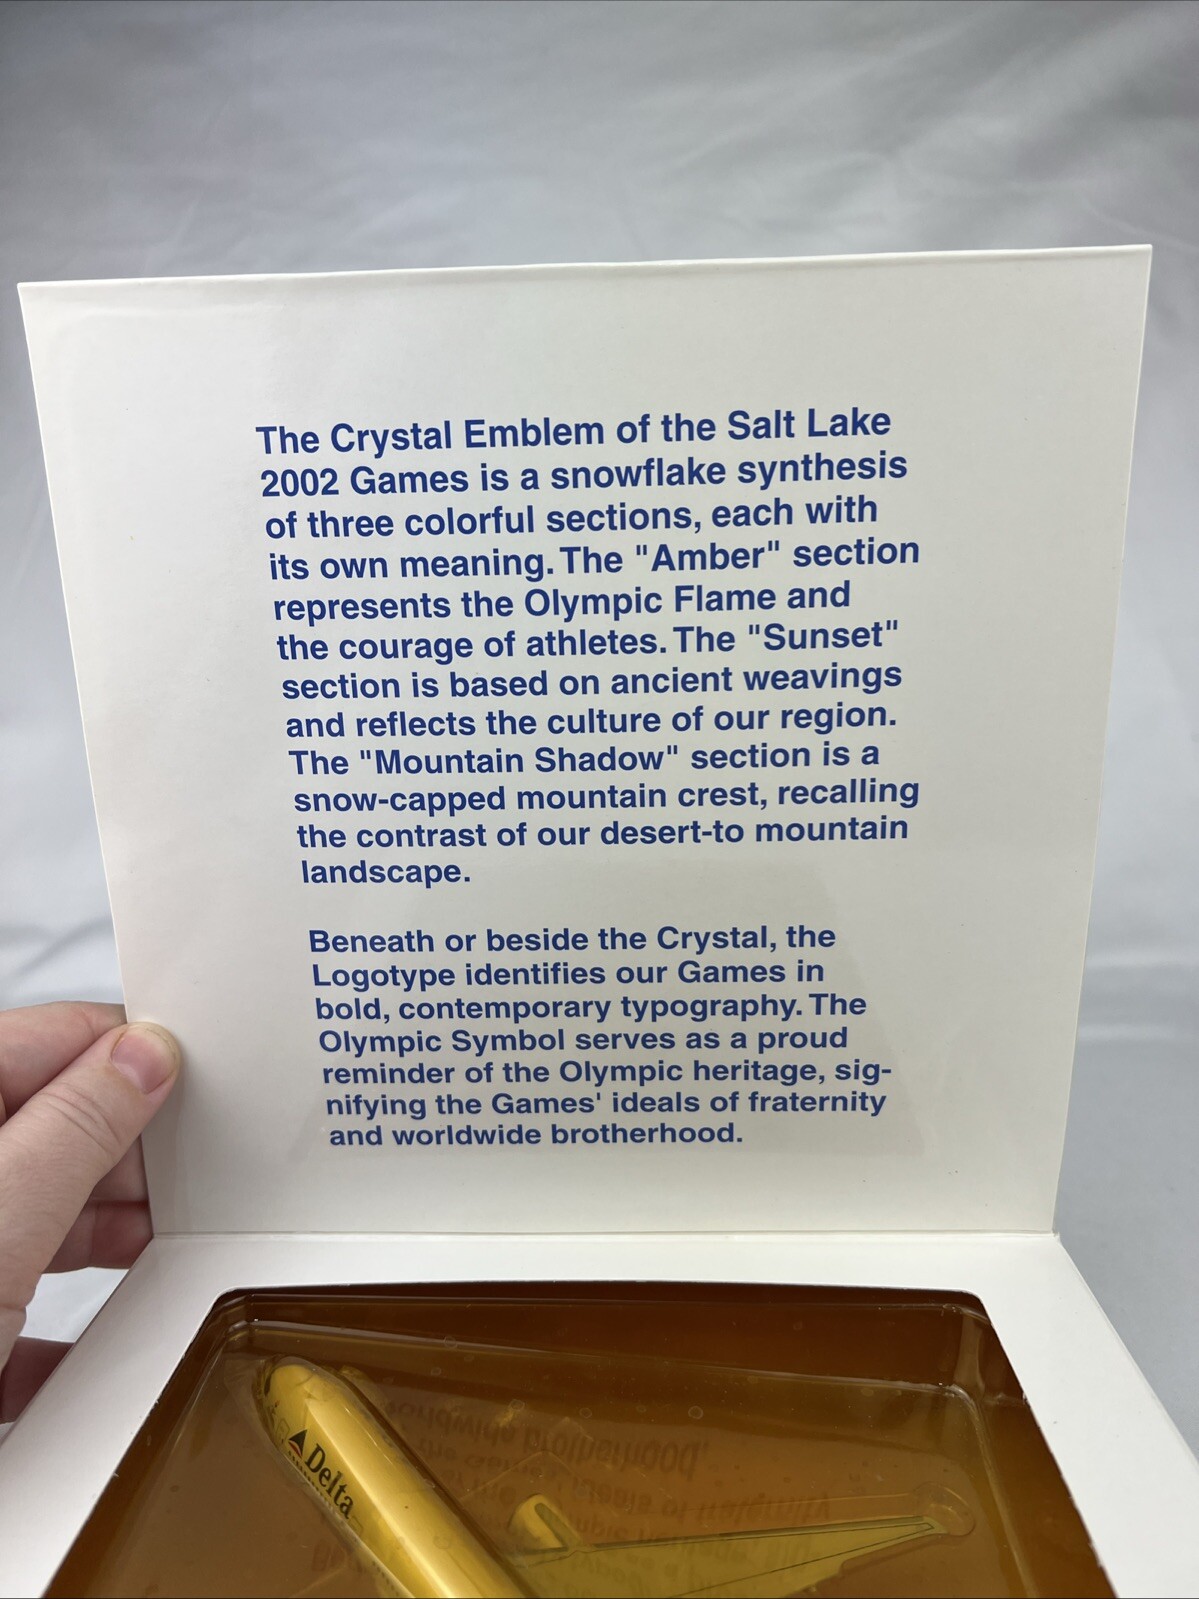 The Crystal Emblem of the Salt Lake
2002 Games is a snowflake synthesis
of three colorful sections, each with
its own meaning. The "Amber" section
represents the Olympic Flame and
the courage of athletes. The "Sunset"
section is based on ancient weavings
and reflects the culture of our region.
The "Mountain Shadow" section is a
snow-capped mountain crest, recalling
the contrast of our desert-to mountain
landscape.
Beneath or beside the Crystal, the
Logotype identifies our Games in
bold, contemporary typography. The
Olympic Symbol serves as a proud
reminder of the Olympic heritage, sig-
nifying the Games' ideals of fraternity
and worldwide brotherhood.
Delta